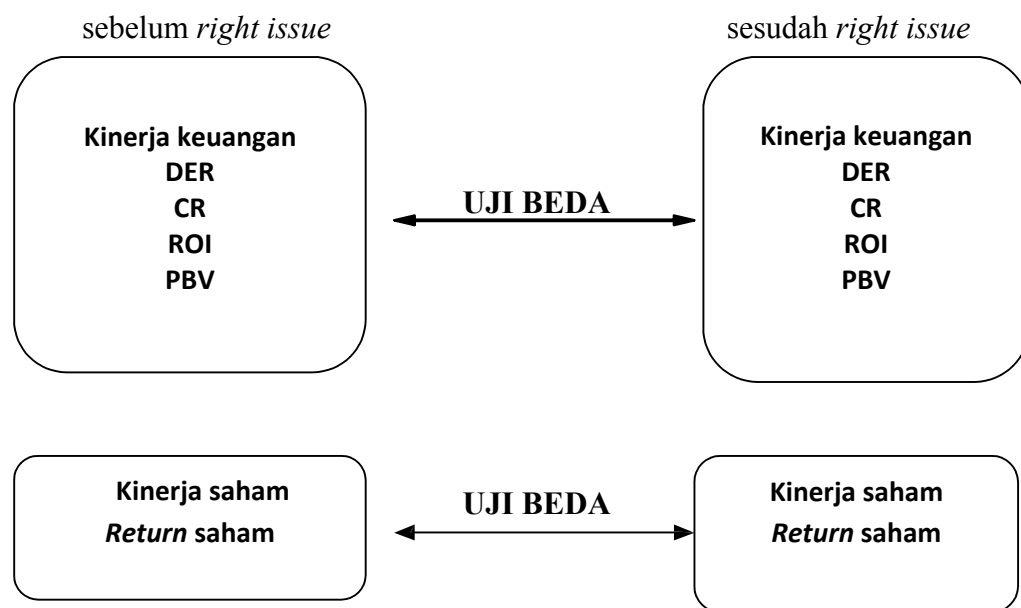 sebelum right issue
sesudah right issue
Kinerja keuangan
DER
CR
ROI
PBV
UJI BEDA
Kinerja keuangan
DER
CR
ROI
PBV
Kinerja saham
Return saham
UJI BEDA
Kinerja saham
Return saham